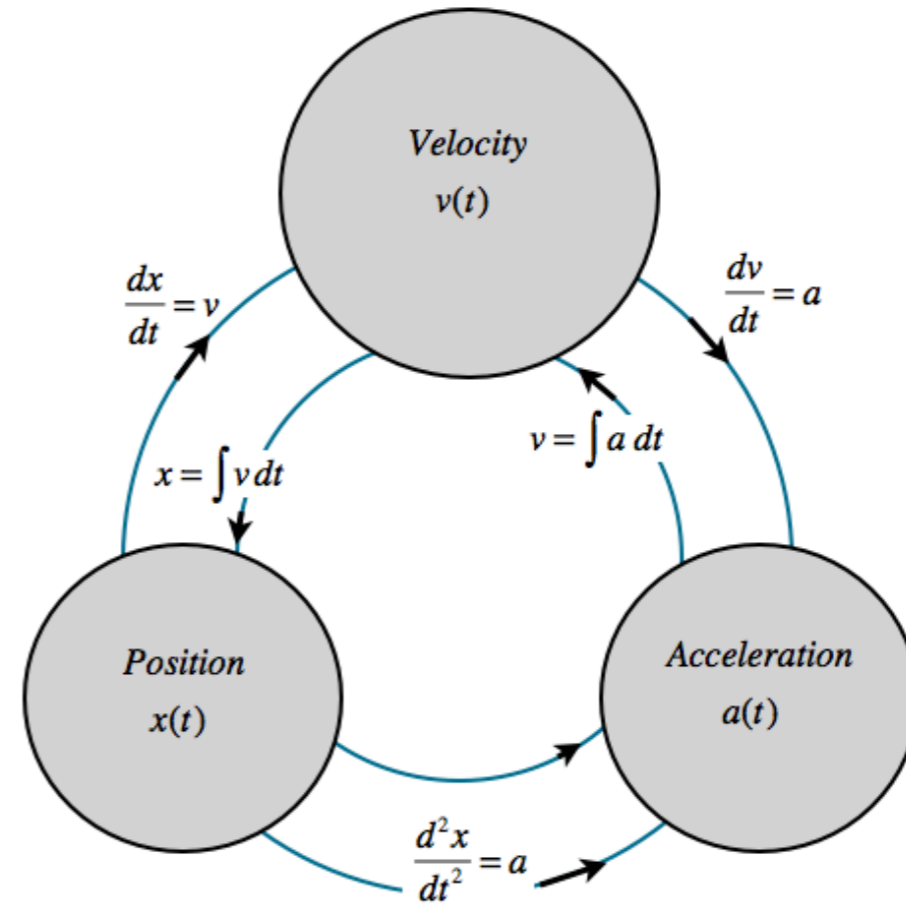 Velocity
v(t)
dx/dt = v
dv/dt = a
x = ∫v dt
v = ∫a dt
Position
x(t)
Acceleration
a(t)
d²x/dt² = a